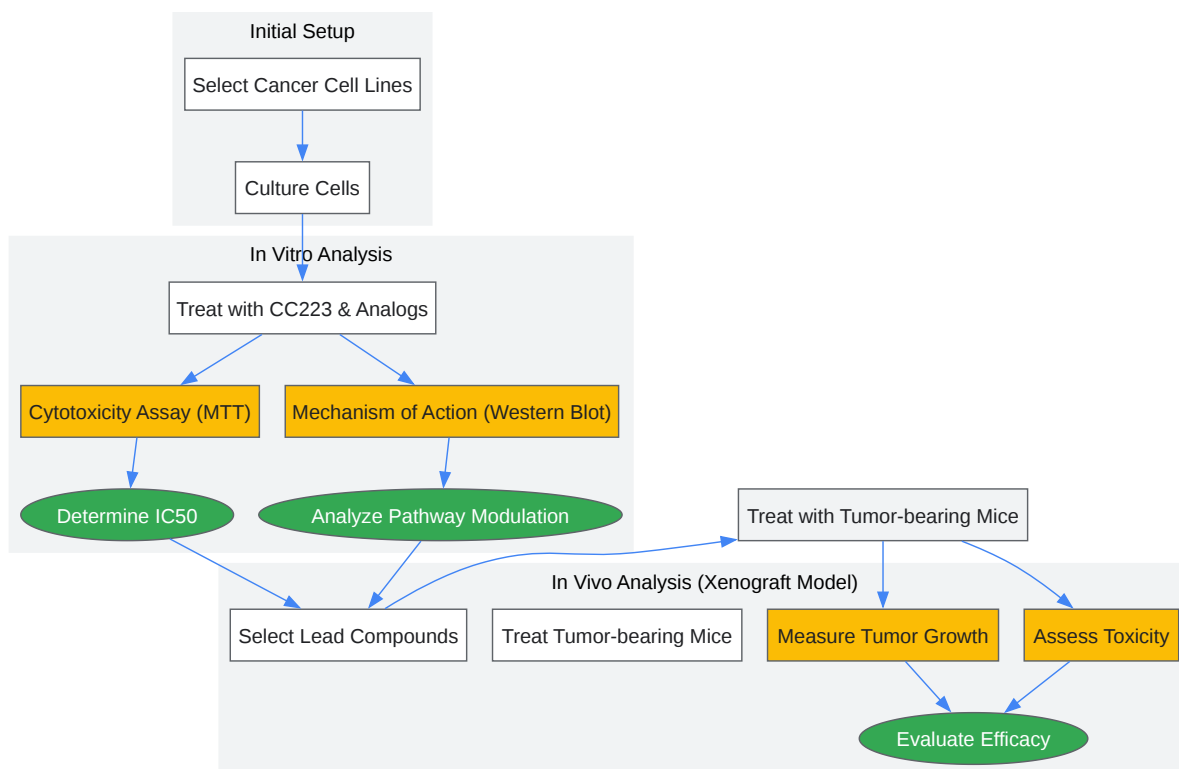 Initial Setup
Select Cancer Cell Lines
Culture Cells
In Vitro Analysis
Treat with CC223 & Analogs
Cytotoxicity Assay (MTT)
Mechanism of Action (Western Blot)
Determine IC50
Analyze Pathway Modulation
Treat with Tumor-bearing Mice
In Vivo Analysis (Xenograft Model)
Select Lead Compounds
Treat Tumor-bearing Mice
Measure Tumor Growth
Assess Toxicity
Evaluate Efficacy